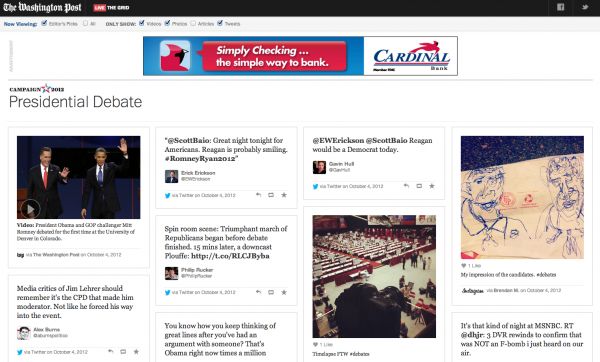 The Washington Post
LIVE THE GRID
Now Viewing: Editor's Picks All ONLY SHOW: Videos Photos Articles Tweets
ADVERTISEMENT
Simply Checking ...
the simple way to bank.
CARDINAL
Bank
Member FDIC
CAMPAIGN 2012
Presidential Debate
Video: President Obama and GOP challenger Mitt
Romney debated for the first time at the University of
Denver in Colorado.
via The Washington Post on October 4, 2012
Media critics of Jim Lehrer should
remember it's the CPD that made him
moderator. Not like he forced his way
into the event.
Alex Burns
@aburnspolitico
via Twitter on October 4, 2012
"@ScottBaio: Great night tonight for
Americans. Reagan is probably smiling.
#RomneyRyan2012"
Erick Erickson
@EWErickson
via Twitter on October 4, 2012
Spin room scene: Triumphant march of
Republicans began before debate
finished. 15 mins later, a downcast
Plouffe: http://t.co/RLCJByba
Philip Rucker
@PhilipRucker
via Twitter on October 4, 2012
You know how you keep thinking of
great lines after you've had an
argument with someone? That's
Obama right now times a million
@EWErickson @ScottBaio Reagan
would be a Democrat today.
Gavin Hull
@GavHull
via Twitter on October 4, 2012
1 Like
Timelapse FTW #debates
1 Like
My impression of the candidates. #debates
Instagram via Brendan M. on October 4, 2012
It's that kind of night at MSNBC. RT
@dhjr: 3 DVR rewinds to confirm that
was NOT an F-bomb i just heard on our
air.